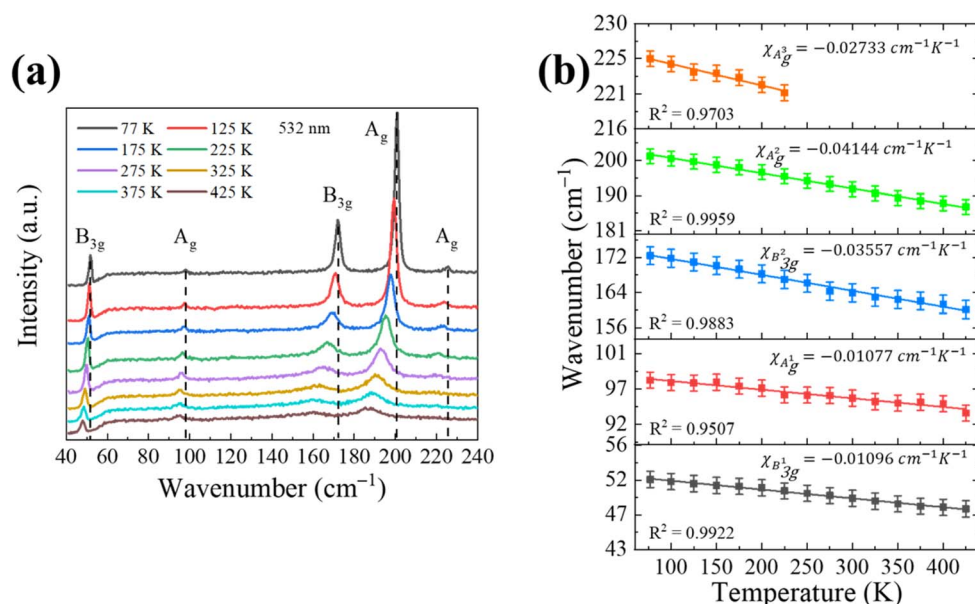 (a)
77 K 125 K 532 nm
175 K 225 K
275 K 325 K
375 K 425 K
B3g
Ag
B3g
Ag
Ag
Intensity (a.u.)
40 60 80 100 120 140 160 180 200 220 240
Wavenumber (cm−1)
(b)
Wavenumber (cm−1)
229
225
221
216
χA3g = −0.02733 cm−1K−1
R2 = 0.9703
200
190
181
χA2g = −0.04144 cm−1K−1
R2 = 0.9959
172
164
156
χB23g = −0.03557 cm−1K−1
R2 = 0.9883
101
97
92
χA1g = −0.01077 cm−1K−1
R2 = 0.9507
56
52
47
43
χB13g = −0.01096 cm−1K−1
R2 = 0.9922
100 150 200 250 300 350 400
Temperature (K)